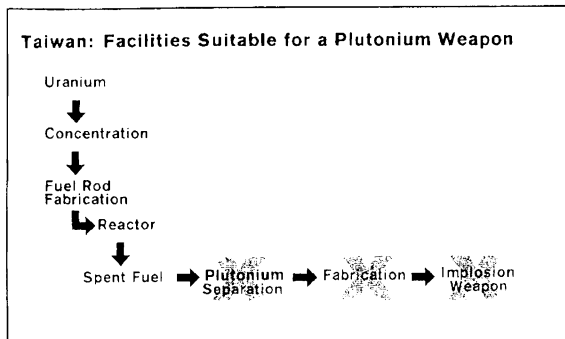 Taiwan: Facilities Suitable for a Plutonium Weapon
Uranium
Concentration
Fuel Rod
Fabrication
Reactor
Spent Fuel
Plutonium
Separation
Fabrication
Implosion
Weapon